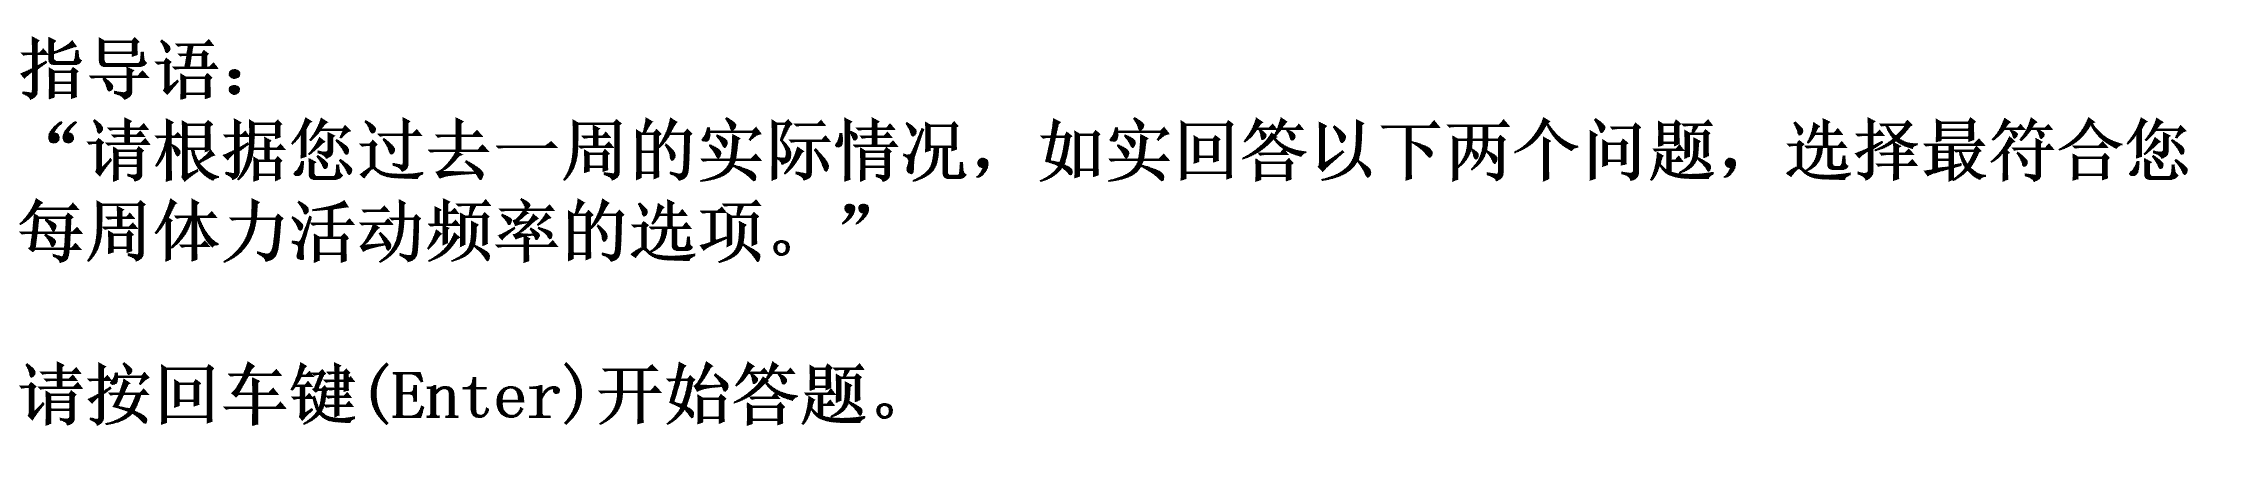 指导语：
“请根据您过去一周的实际情况，如实回答以下两个问题，选择最符合您
每周体力活动频率的选项。”
请按回车键(Enter)开始答题。